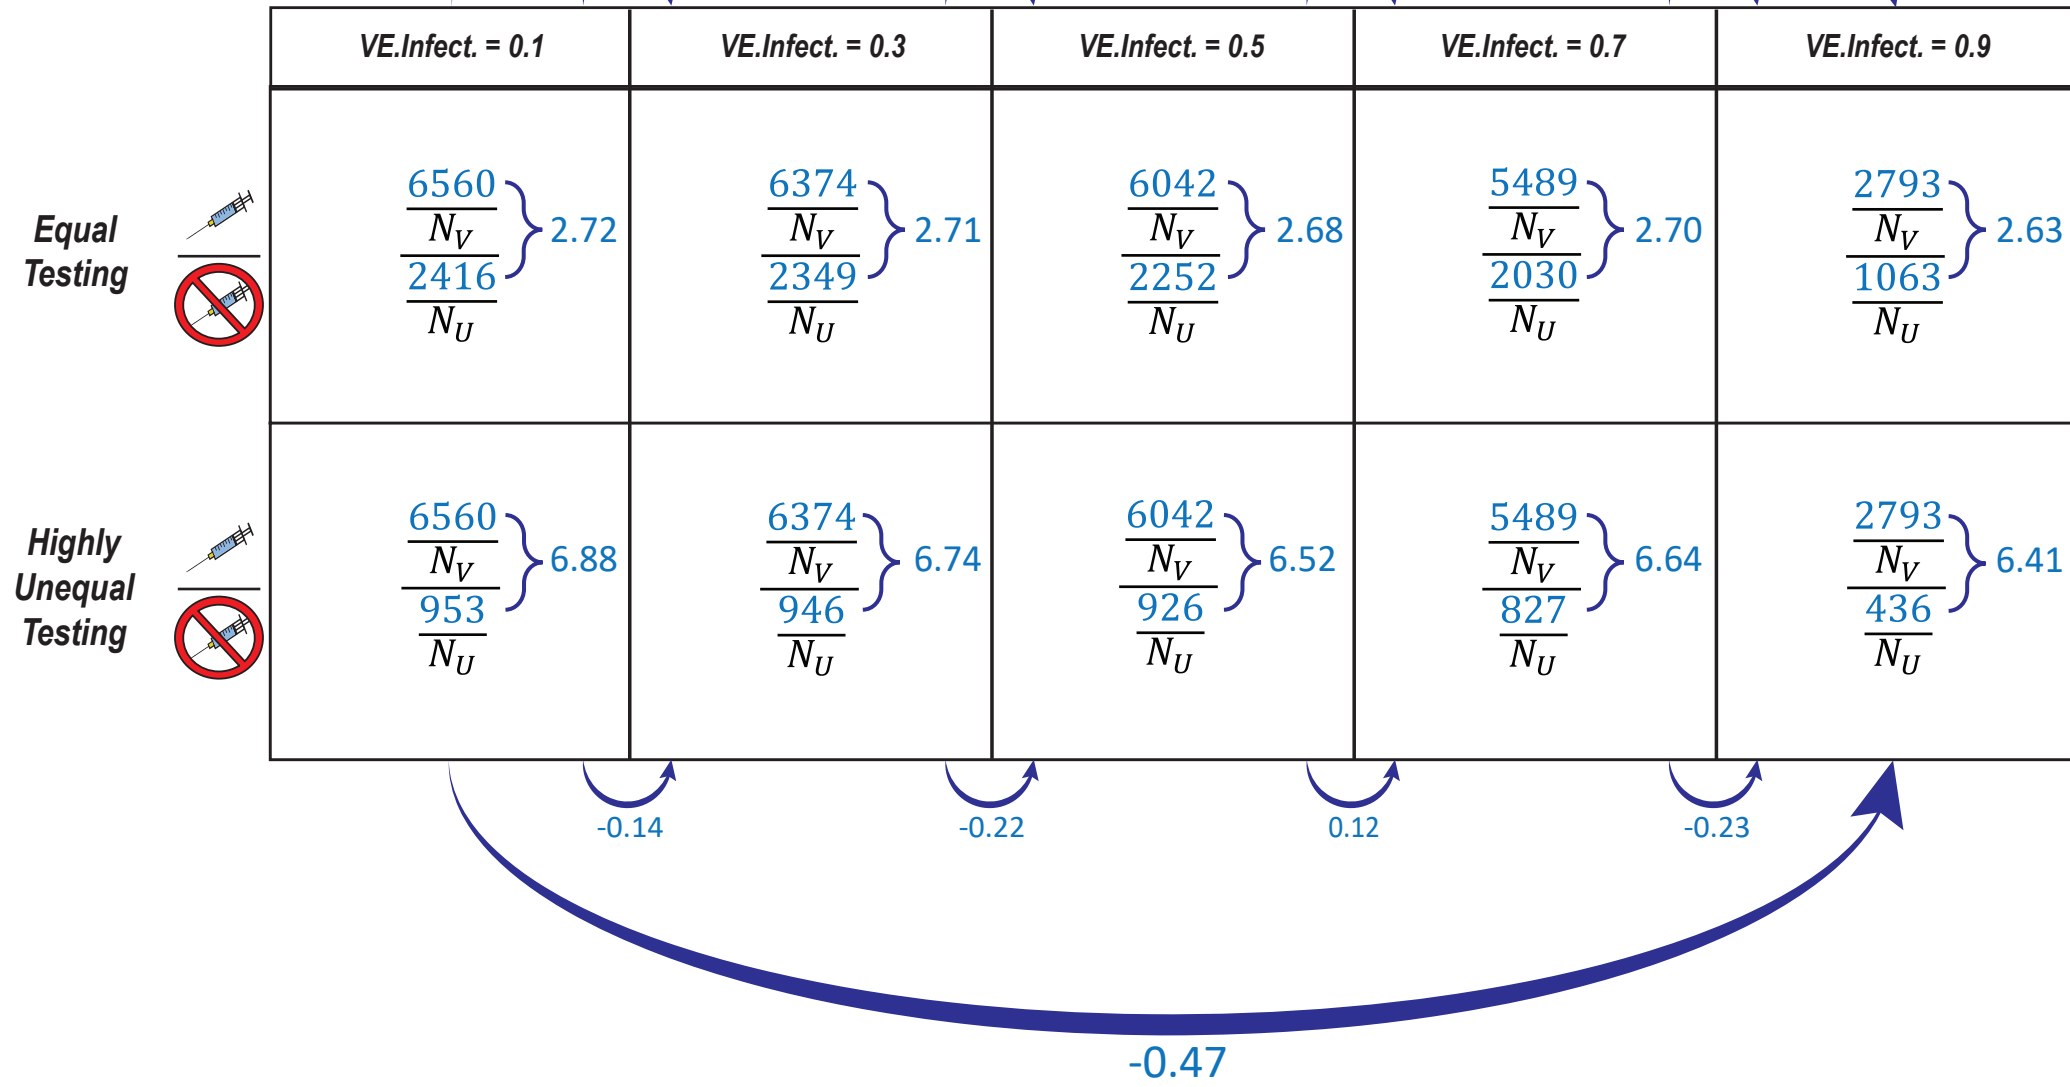 VE.Infect. = 0.1 VE.Infect. = 0.3 VE.Infect. = 0.5 VE.Infect. = 0.7 VE.Infect. = 0.9
Equal
Testing
6560 6374 6042 5489 2793
N_V N_V N_V N_V N_V
2.72 2.71 2.68 2.70 2.63
2416 2349 2252 2030 1063
N_U N_U N_U N_U N_U
Highly
Unequal
Testing
6560 6374 6042 5489 2793
N_V N_V N_V N_V N_V
6.88 6.74 6.52 6.64 6.41
953 946 926 827 436
N_U N_U N_U N_U N_U
-0.14 -0.22 0.12 -0.23
-0.47